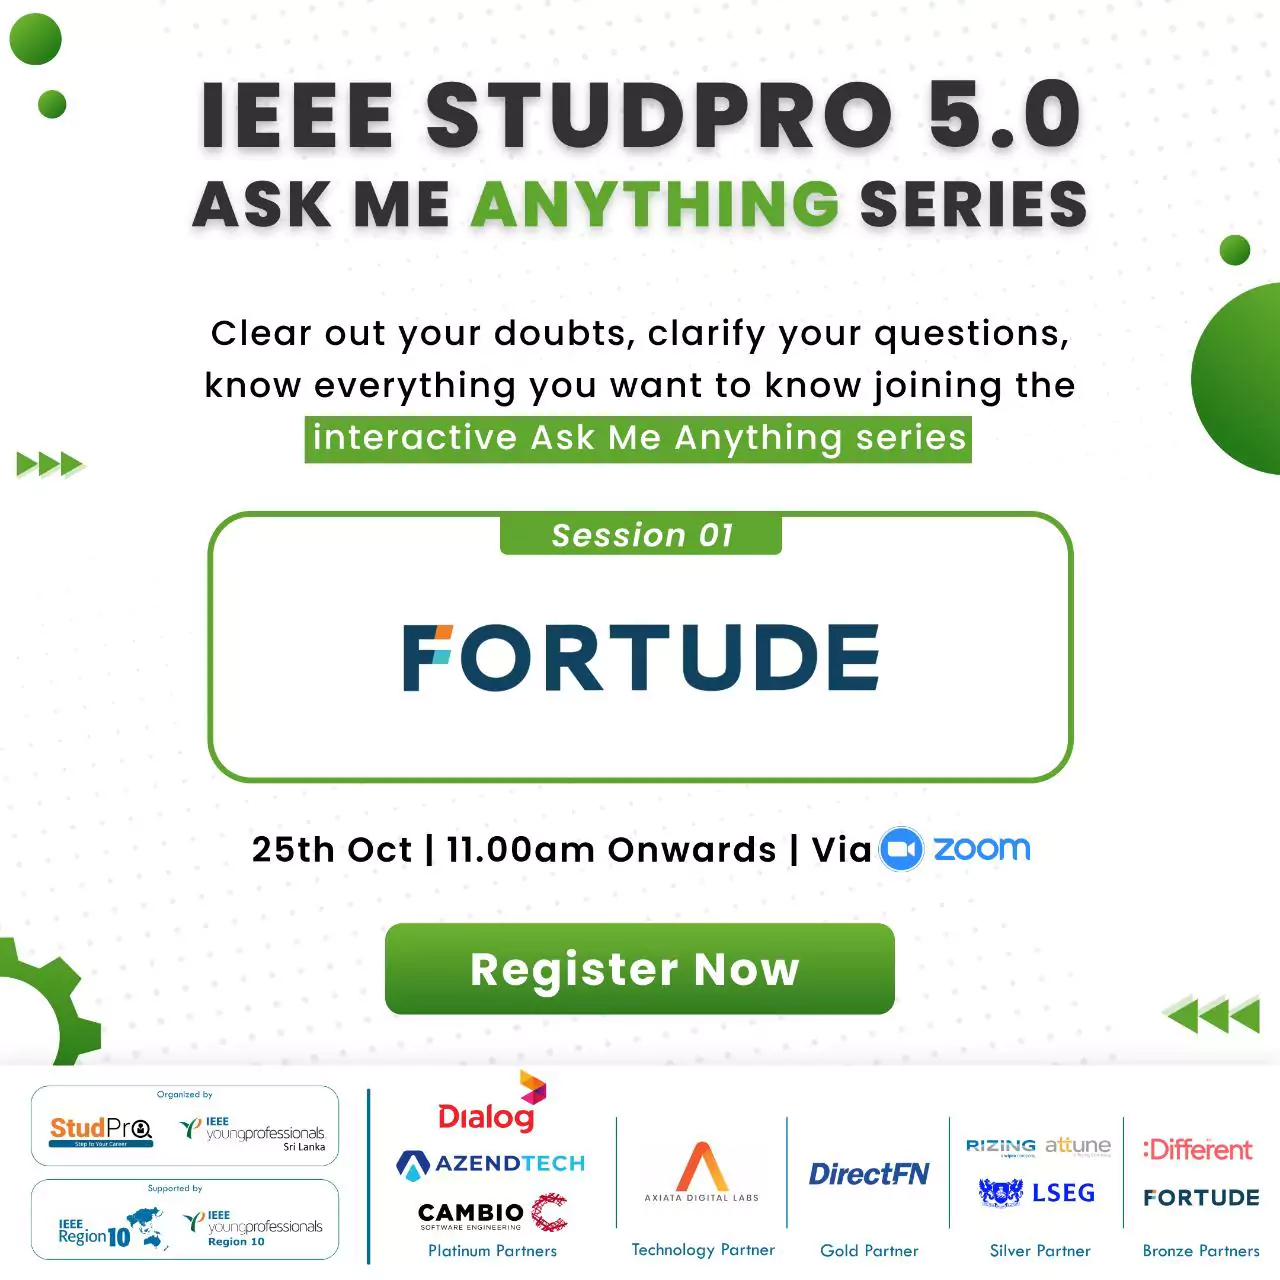 IEEE STUDPRO 5.0
ASK ME ANYTHING SERIES
Clear out your doubts, clarify your questions,
know everything you want to know joining the
interactive Ask Me Anything series
Session 01
FORTUDE
25th Oct | 11.00am Onwards | Via zoom
Register Now
Organized by
StudPro
Step to Your Career
IEEE
youngprofessionals
Sri Lanka
Supported by
IEEE
Region 10
IEEE
youngprofessionals
Region 10
Dialog
AZENDTECH
CAMBIO
SOFTWARE ENGINEERING
Platinum Partners
AXIATA DIGITAL LABS
Technology Partner
DirectFN
Gold Partner
RIZING
attune
LSEG
Silver Partner
:Different
FORTUDE
Bronze Partners